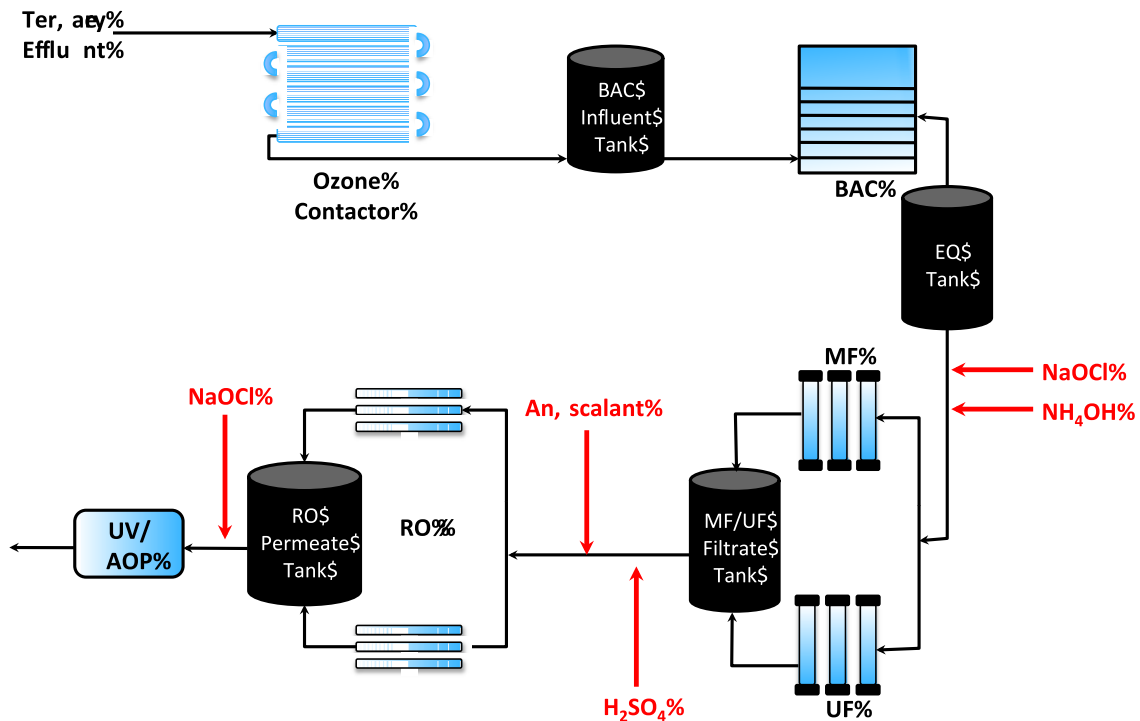 Ter, ary%
Efflu nt%
Ozone%
Contactor%
BAC$
Influent$
Tank$
BAC%
EQ$
Tank$
MF%
NaOCl%
NH4OH%
NaOCl%
An, scalant%
RO$
Permeate$
Tank$
RO%
MF/UF$
Filtrate$
Tank$
UV/
AOP%
H2SO4%
UF%